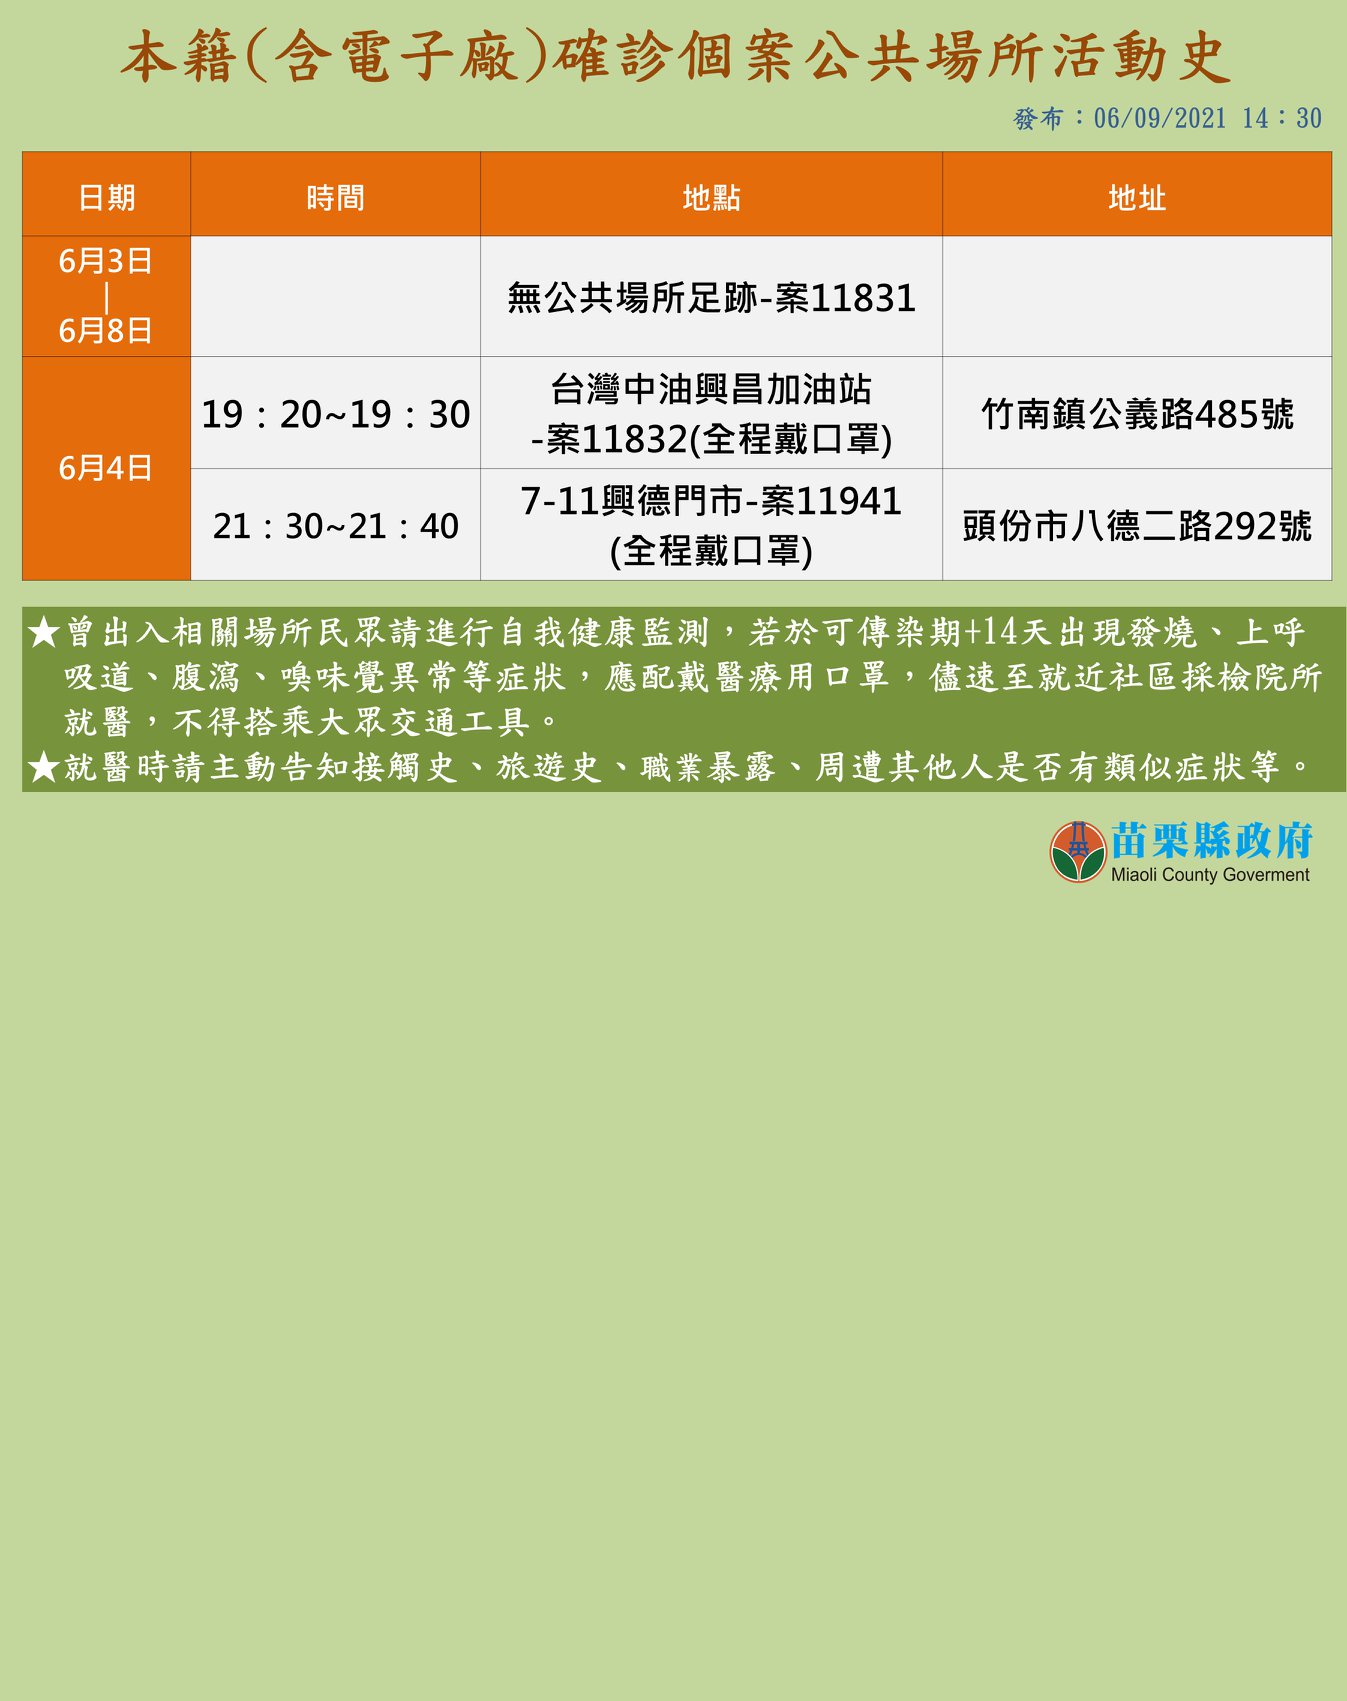 本籍(含電子廠)確診個案公共場所活動史
發布：06/09/2021 14：30
日期 時間 地點 地址
6月3日
|
6月8日
無公共場所足跡-案11831
6月4日
19：20~19：30
台灣中油興昌加油站
-案11832(全程戴口罩)
竹南鎮公義路485號
21：30~21：40
7-11興德門市-案11941
(全程戴口罩)
頭份市八德二路292號
★曾出入相關場所民眾請進行自我健康監測，若於可傳染期+14天出現發燒、上呼
吸道、腹瀉、嗅味覺異常等症狀，應配戴醫療用口罩，儘速至就近社區採檢院所
就醫，不得搭乘大眾交通工具。
★就醫時請主動告知接觸史、旅遊史、職業暴露、周遭其他人是否有類似症狀等。
苗栗縣政府
Miaoli County Goverment